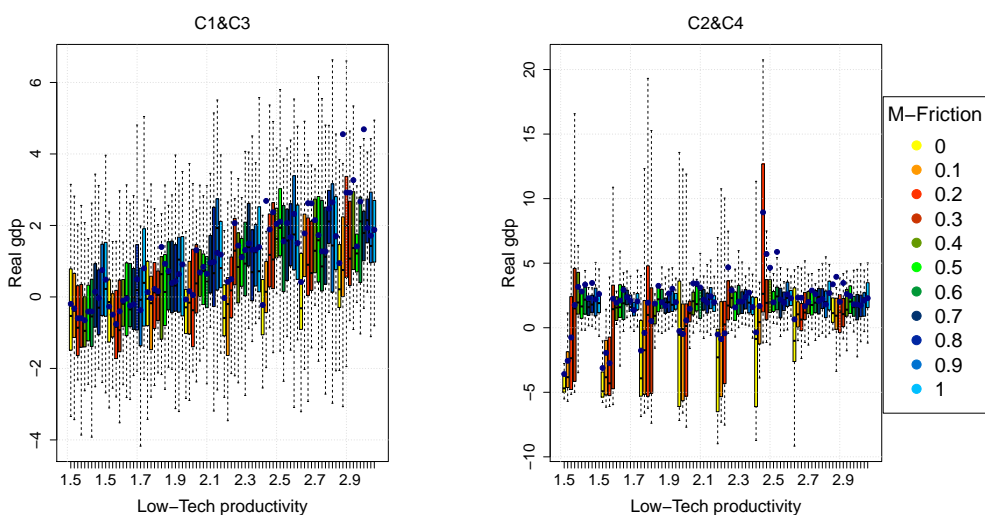 C1&C3
Real gdp
6
4
2
0
−2
−4
1.5 1.7 1.9 2.1 2.3 2.5 2.7 2.9
Low−Tech productivity
C2&C4
Real gdp
20
15
10
5
0
−5
−10
1.5 1.7 1.9 2.1 2.3 2.5 2.7 2.9
Low−Tech productivity
M−Friction
0
0.1
0.2
0.3
0.4
0.5
0.6
0.7
0.8
0.9
1